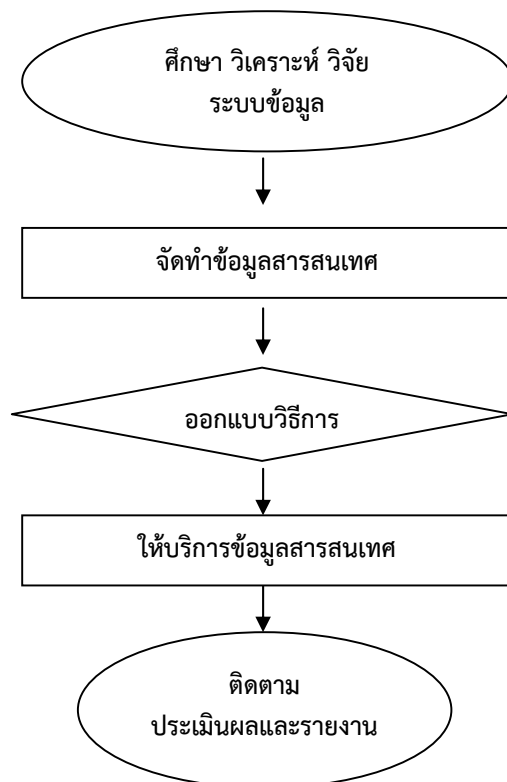 ศึกษา วิเคราะห์ วิจัย
ระบบข้อมูล
จัดทำข้อมูลสารสนเทศ
ออกแบบวิธีการ
ให้บริการข้อมูลสารสนเทศ
ติดตาม
ประเมินผลและรายงาน